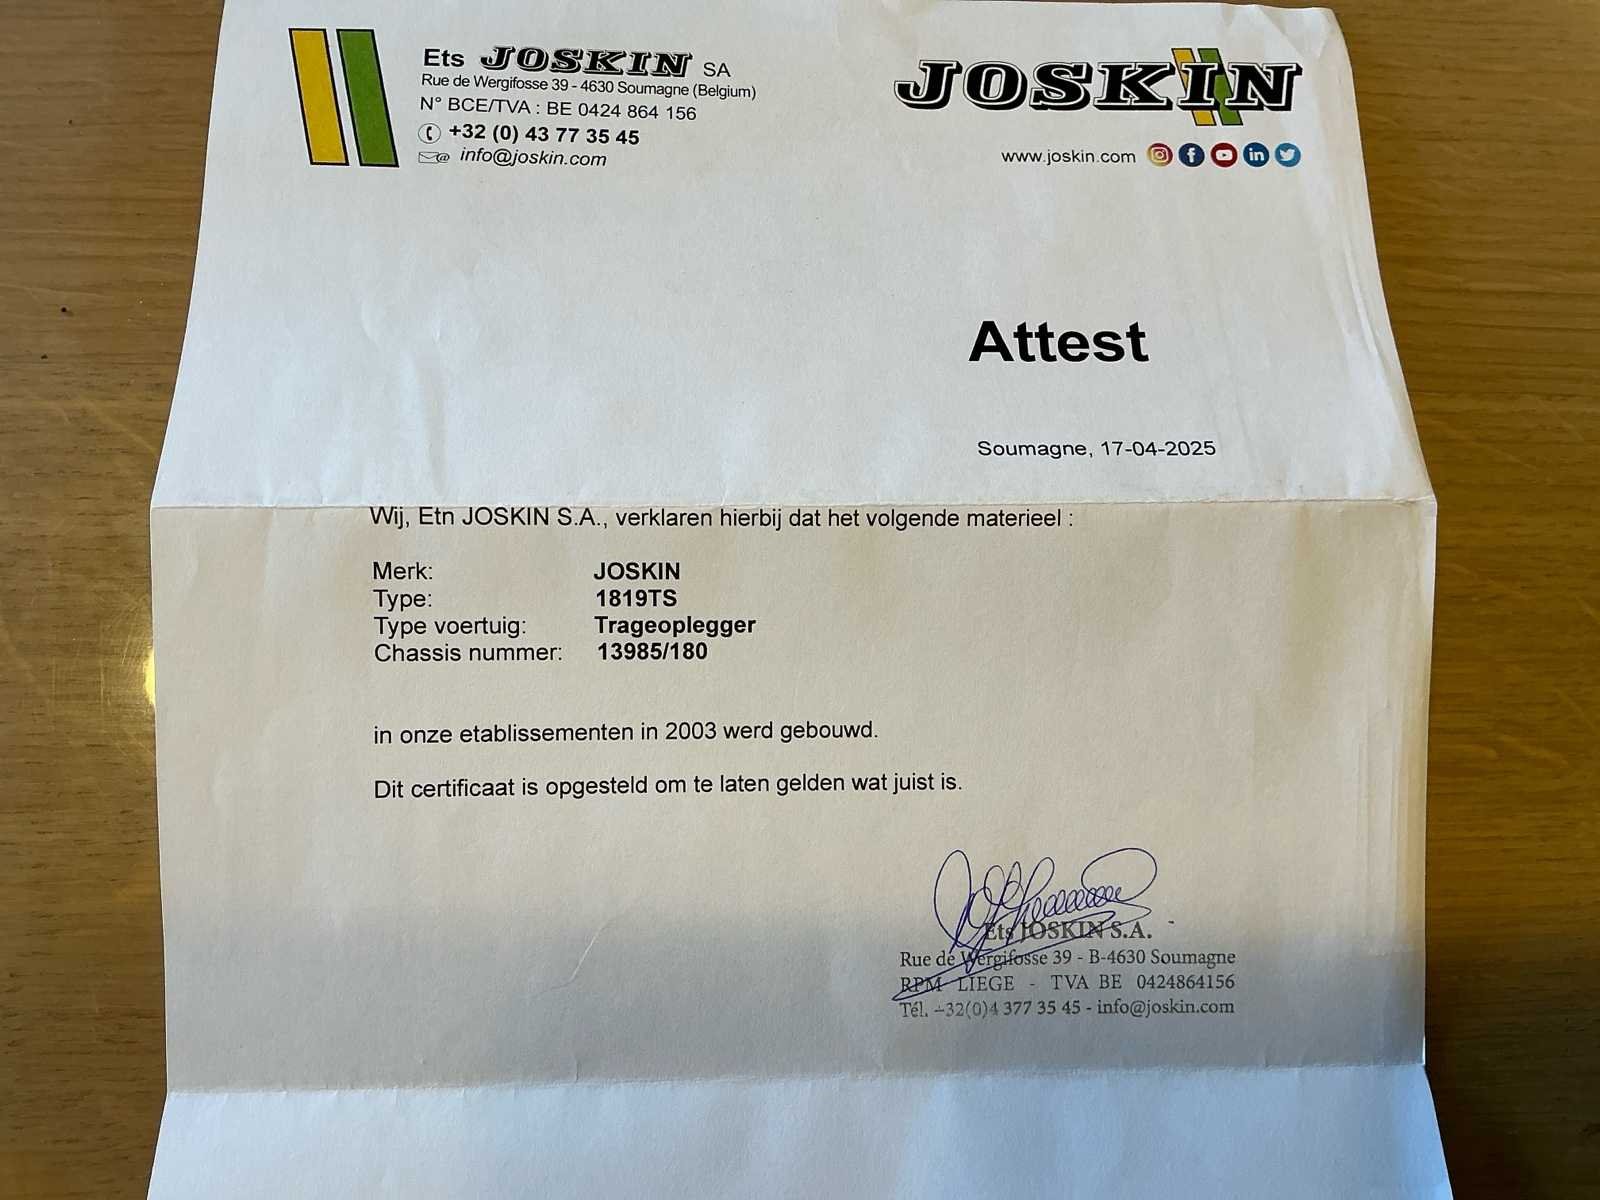 Ets JOSKIN SA
Rue de Wergifosse 39 - 4630 Soumagne (Belgium)
N° BCE/TVA : BE 0424 864 156
+32 (0) 43 77 35 45
info@joskin.com
JOSKIN
www.joskin.com
Attest
Soumagne, 17-04-2025
Wij, Etn JOSKIN S.A., verklaren hierbij dat het volgende materieel :
Merk: JOSKIN
Type: 1819TS
Type voertuig: Trageoplegger
Chassis nummer: 13985/180
in onze etablissementen in 2003 werd gebouwd.
Dit certificaat is opgesteld om te laten gelden wat juist is.
Ets JOSKIN S.A.
Rue de Wergifosse 39 - B-4630 Soumagne
RPM LIEGE - TVA BE 0424864156
Tél. +32(0)4 377 35 45 - info@joskin.com